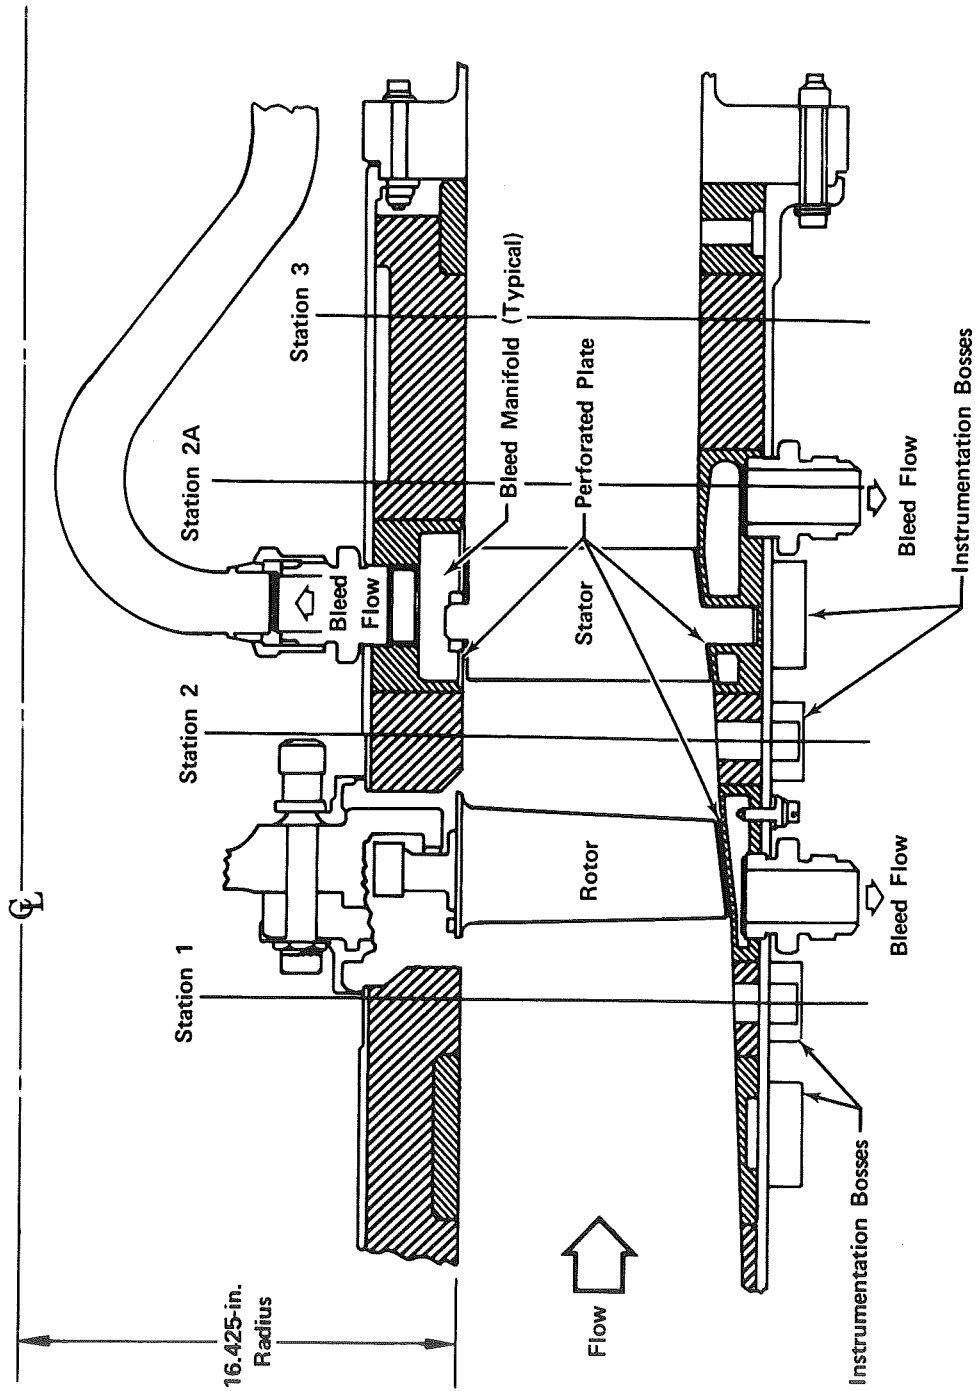 ℄
Station 1
Station 2
Station 2A
Station 3
16.425-in.
Radius
Bleed
Flow
Bleed Manifold (Typical)
Perforated Plate
Rotor
Stator
Flow
Bleed Flow
Bleed Flow
Instrumentation Bosses
Instrumentation Bosses